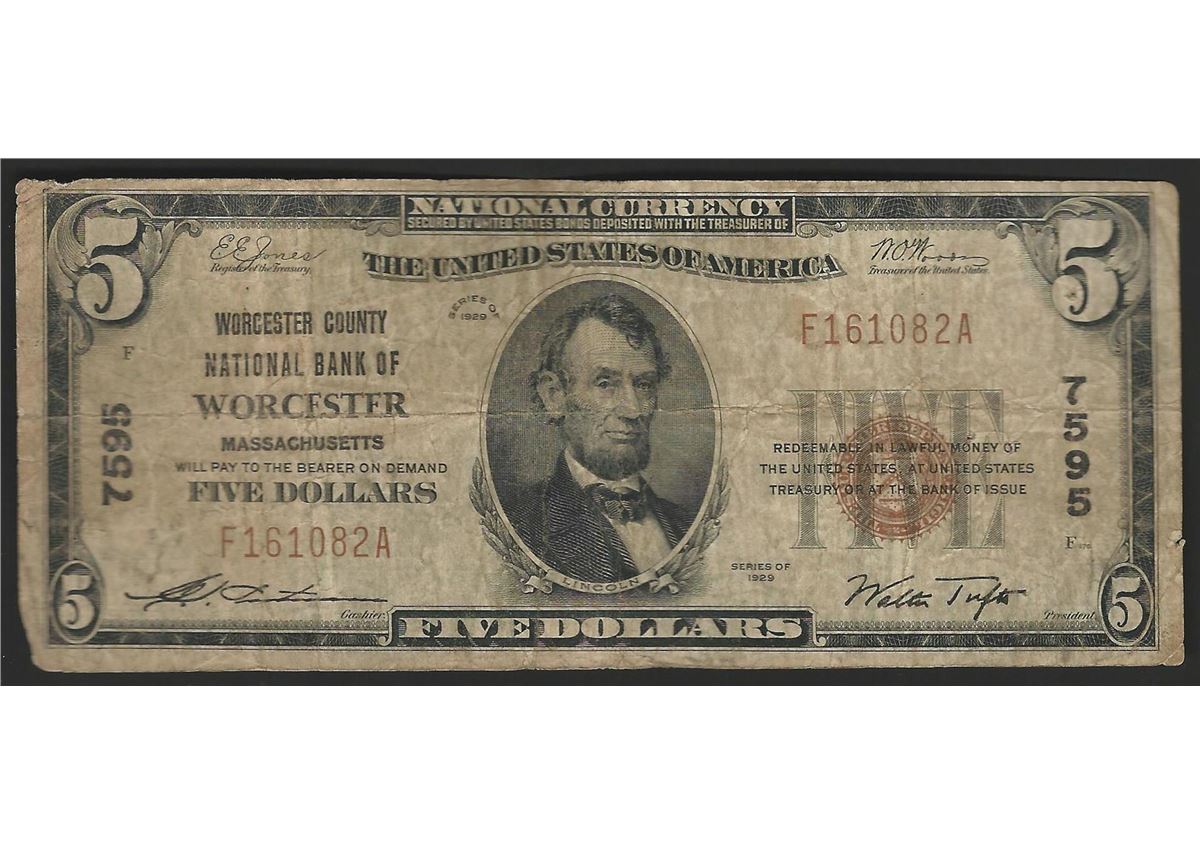 NATIONAL CURRENCY
SECURED BY UNITED STATES BONDS DEPOSITED WITH THE TREASURER OF
THE UNITED STATES OF AMERICA
5
5
E E Jones
Register of the Treasury.
W.O. Woods
Treasurer of the United States.
SERIES OF
1929
WORCESTER COUNTY
NATIONAL BANK OF
WORCESTER
MASSACHUSETTS
WILL PAY TO THE BEARER ON DEMAND
FIVE DOLLARS
F161082A
F161082A
F
7595
7595
FIVE
REDEEMABLE IN LAWFUL MONEY OF
THE UNITED STATES, AT UNITED STATES
TREASURY OR AT THE BANK OF ISSUE
F
LINCOLN
SERIES OF
1929
Cashier.
Walter Tufts
President.
5
FIVE DOLLARS
5